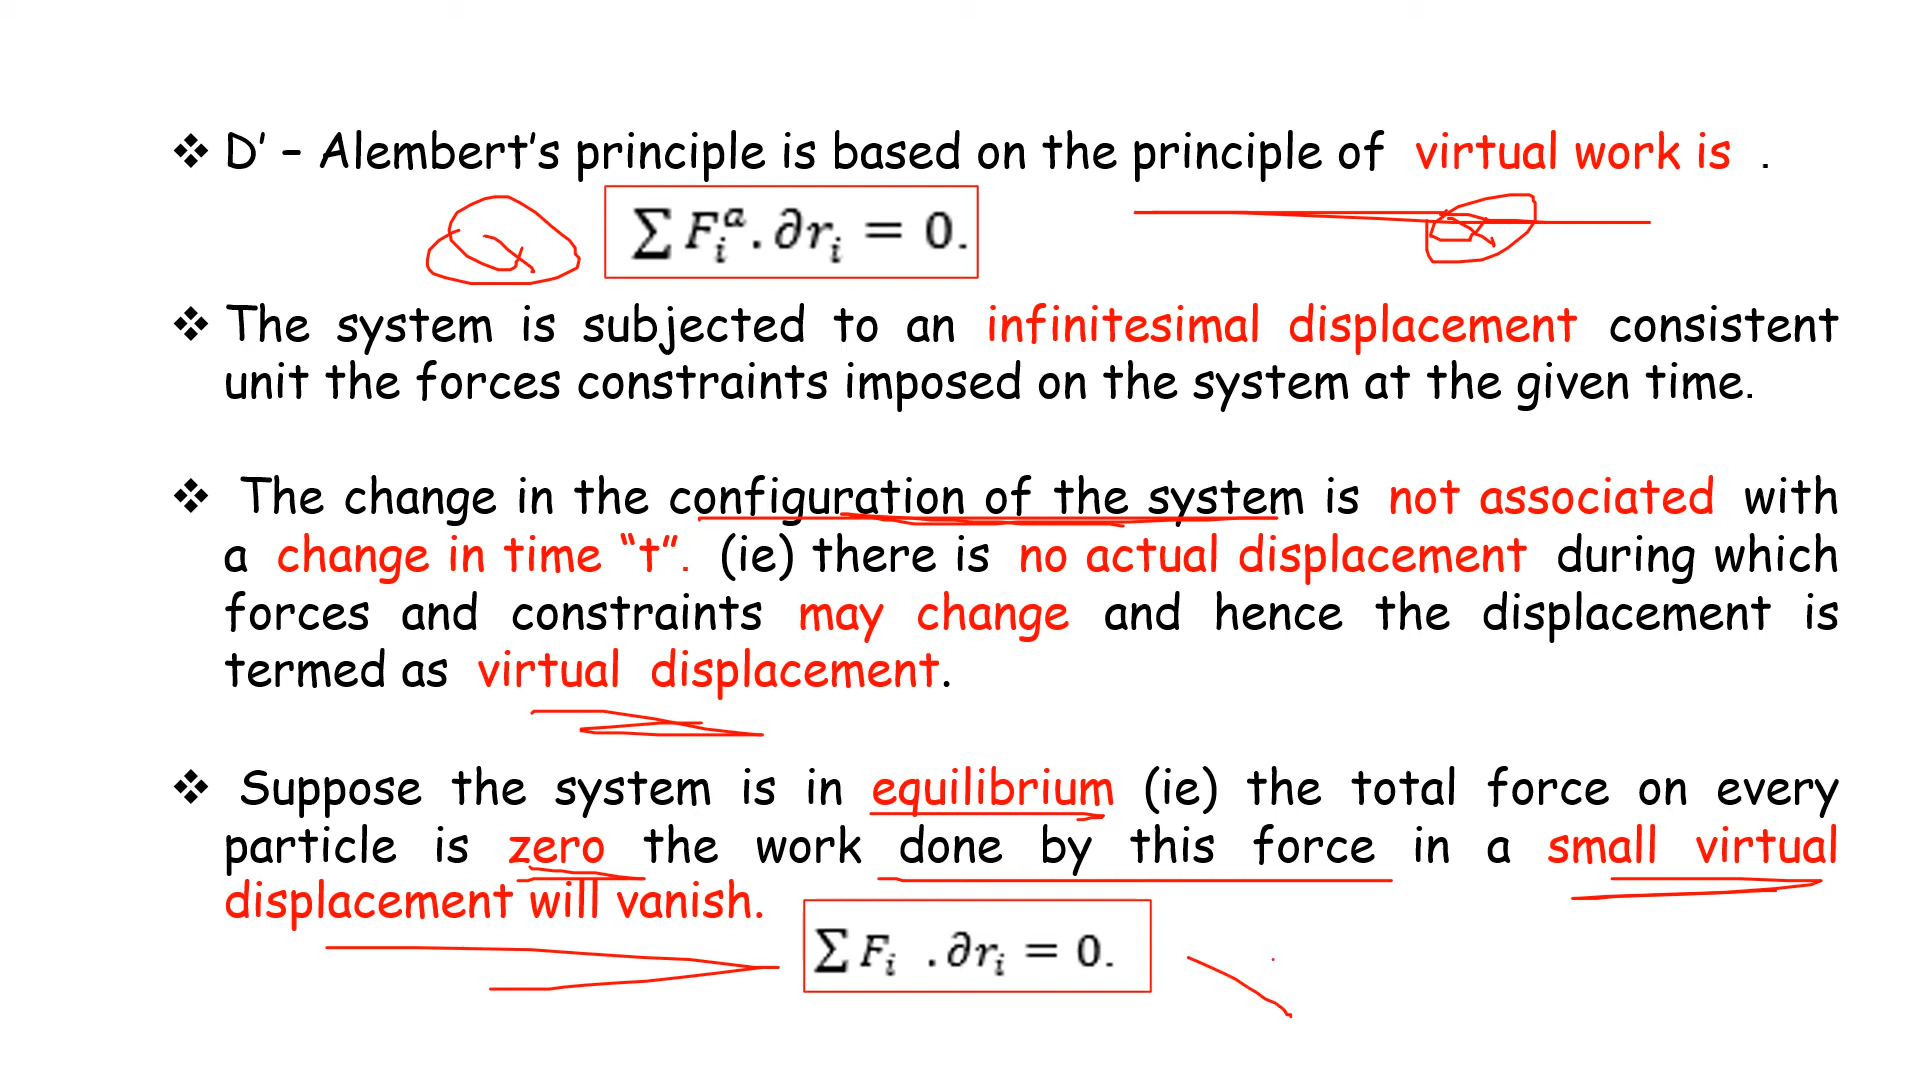 ❖ D' – Alembert's principle is based on the principle of virtual work is .
∑ Fᵢᵃ . ∂rᵢ = 0.
❖ The system is subjected to an infinitesimal displacement consistent
unit the forces constraints imposed on the system at the given time.
❖ The change in the configuration of the system is not associated with
a change in time “t”. (ie) there is no actual displacement during which
forces and constraints may change and hence the displacement is
termed as virtual displacement.
❖ Suppose the system is in equilibrium (ie) the total force on every
particle is zero the work done by this force in a small virtual
displacement will vanish.
∑ Fᵢ . ∂rᵢ = 0.